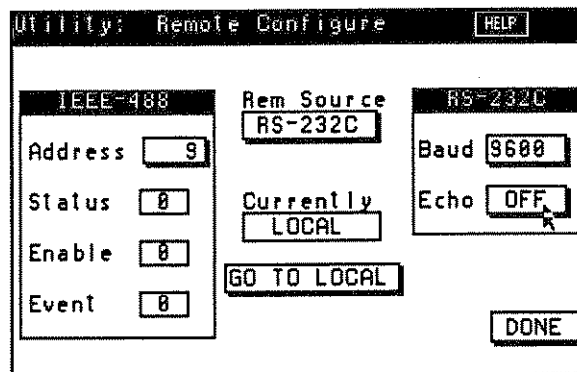 Utility: Remote Configure HELP
IEEE-488
Address 9
Status 0
Enable 0
Event 0
Rem Source
RS-232C
Currently
LOCAL
GO TO LOCAL
RS-232C
Baud 9600
Echo OFF
DONE